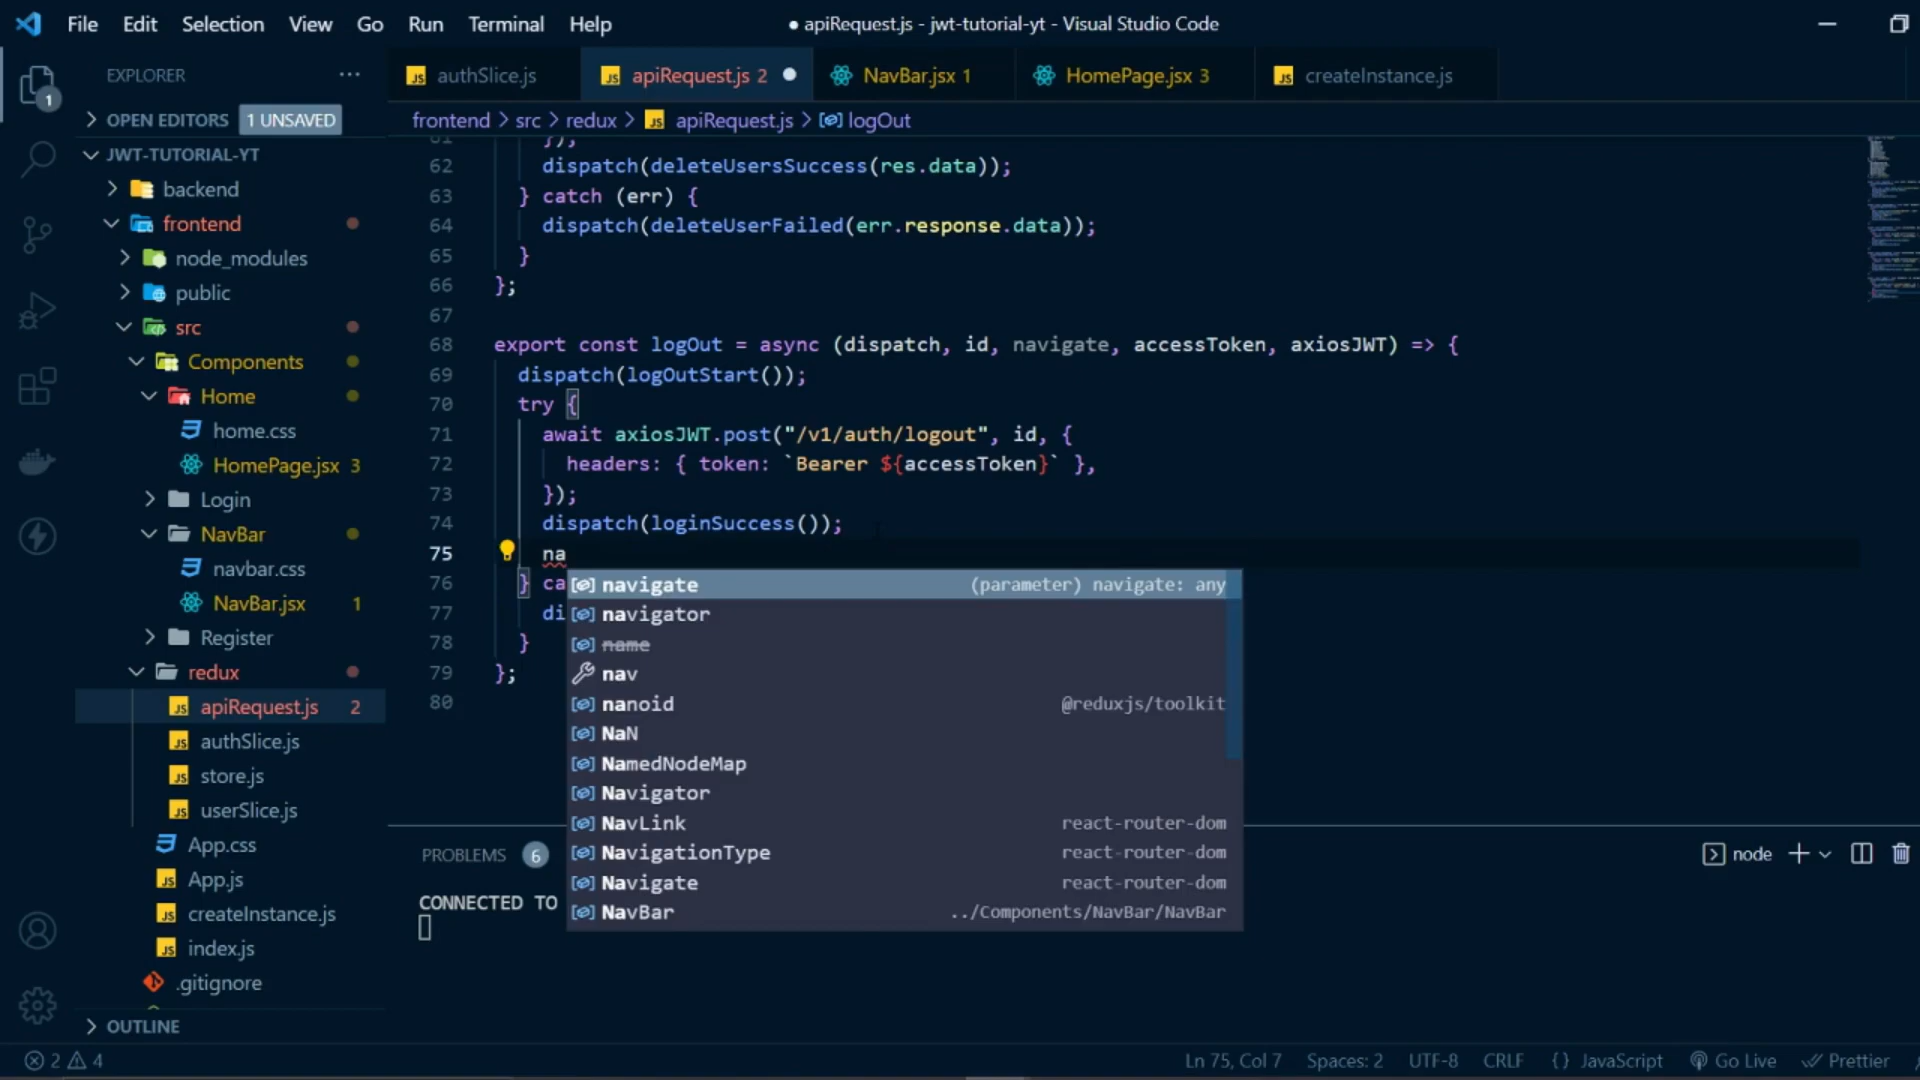 File Edit Selection View Go Run Terminal Help
● apiRequest.js - jwt-tutorial-yt - Visual Studio Code
EXPLORER ···
authSlice.js
apiRequest.js 2 ●
NavBar.jsx 1
HomePage.jsx 3
createInstance.js
1
OPEN EDITORS 1 UNSAVED
JWT-TUTORIAL-YT
backend
frontend
node_modules
public
src
Components
Home
home.css
HomePage.jsx 3
Login
NavBar
navbar.css
NavBar.jsx 1
Register
redux
apiRequest.js 2
authSlice.js
store.js
userSlice.js
App.css
App.js
createInstance.js
index.js
.gitignore
OUTLINE
frontend > src > redux > apiRequest.js > logOut
61 });
62 dispatch(deleteUsersSuccess(res.data));
63 } catch (err) {
64 dispatch(deleteUserFailed(err.response.data));
65 }
66 };
67
68 export const logOut = async (dispatch, id, navigate, accessToken, axiosJWT) => {
69 dispatch(logOutStart());
70 try {
71 await axiosJWT.post("/v1/auth/logout", id, {
72 headers: { token: `Bearer ${accessToken}` },
73 });
74 dispatch(loginSuccess());
75 na
76 } ca
77 di
78 }
79 };
80
navigate (parameter) navigate: any
navigator
name
nav
nanoid @reduxjs/toolkit
NaN
NamedNodeMap
Navigator
NavLink react-router-dom
NavigationType react-router-dom
Navigate react-router-dom
NavBar ../Components/NavBar/NavBar
PROBLEMS 6
node
CONNECTED TO
2 4
Ln 75, Col 7 Spaces: 2 UTF-8 CRLF {} JavaScript Go Live Prettier